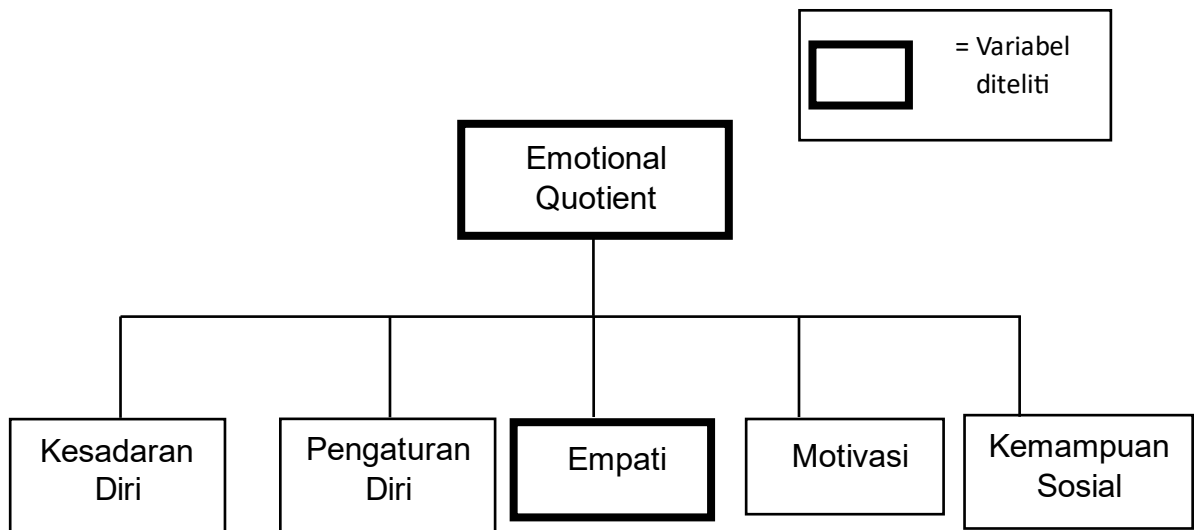 = Variabel
diteliti
Emotional
Quotient
Kesadaran
Diri
Pengaturan
Diri
Empati
Motivasi
Kemampuan
Sosial